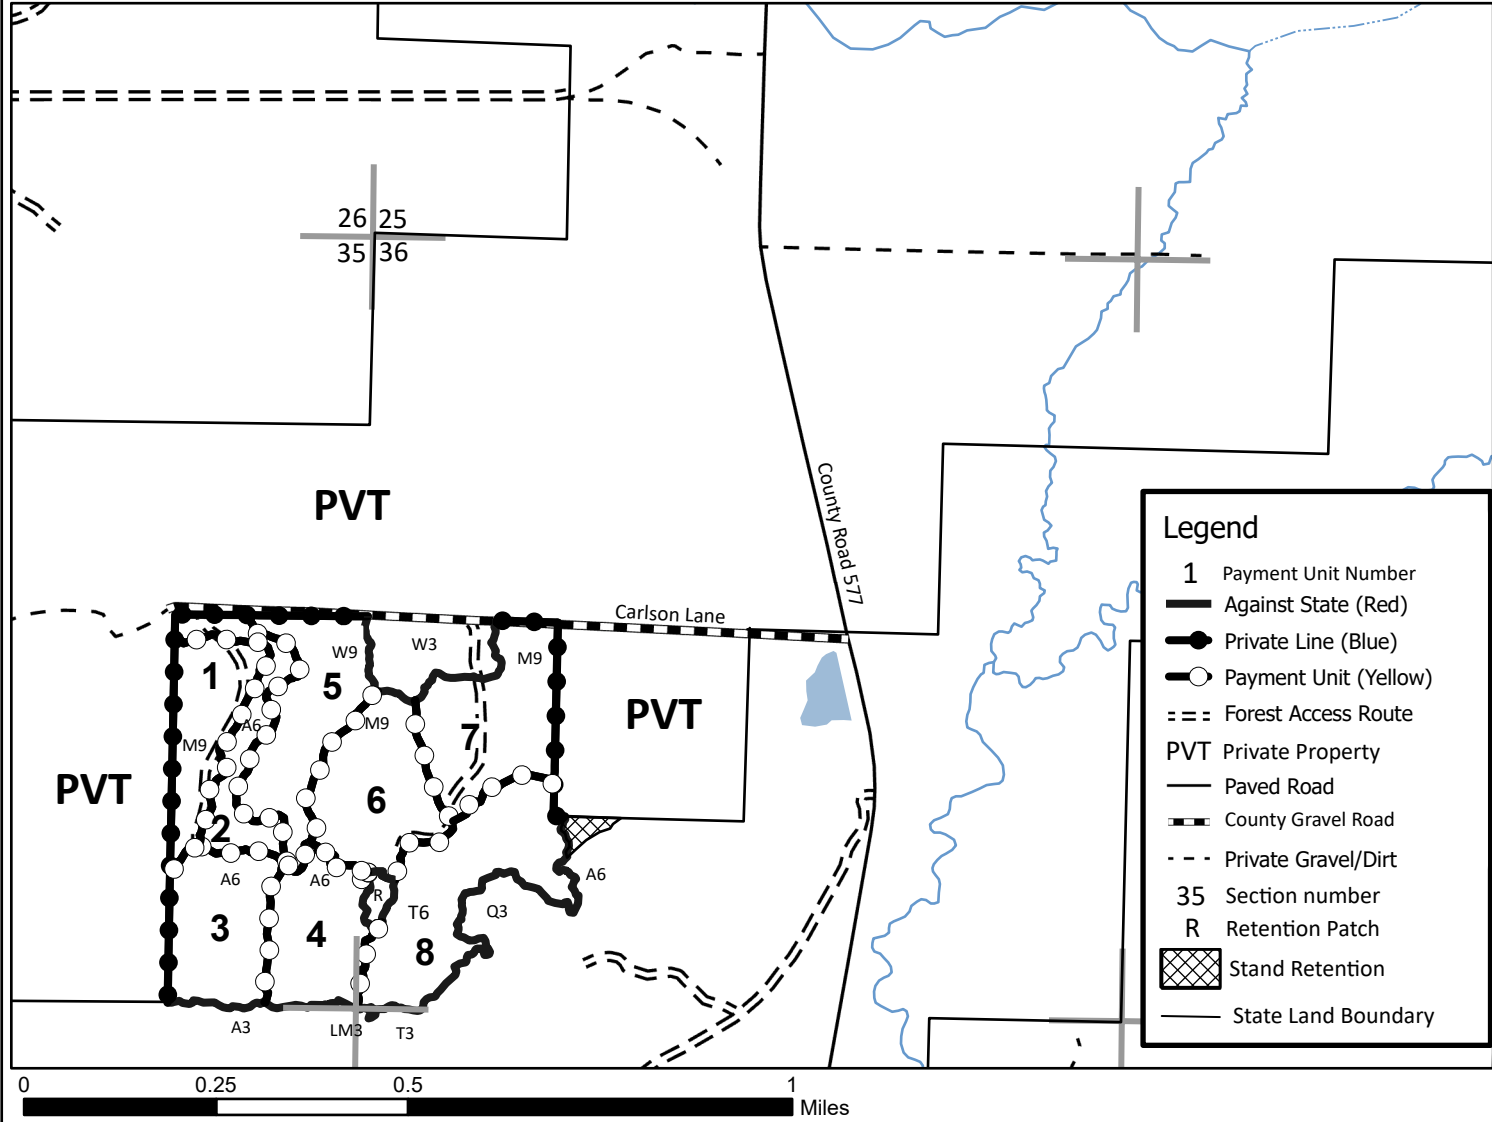 26 25
35 36
PVT
County Road 577
Carlson Lane
W9
W3
M9
1
5
A6
M9
M9
7
PVT
PVT
6
2
A6
A6
R
A6
3
4
T6
Q3
8
A3
LM3
T3
Legend
1 Payment Unit Number
Against State (Red)
Private Line (Blue)
Payment Unit (Yellow)
Forest Access Route
PVT Private Property
Paved Road
County Gravel Road
Private Gravel/Dirt
35 Section number
R Retention Patch
Stand Retention
State Land Boundary
0 0.25 0.5 1
Miles